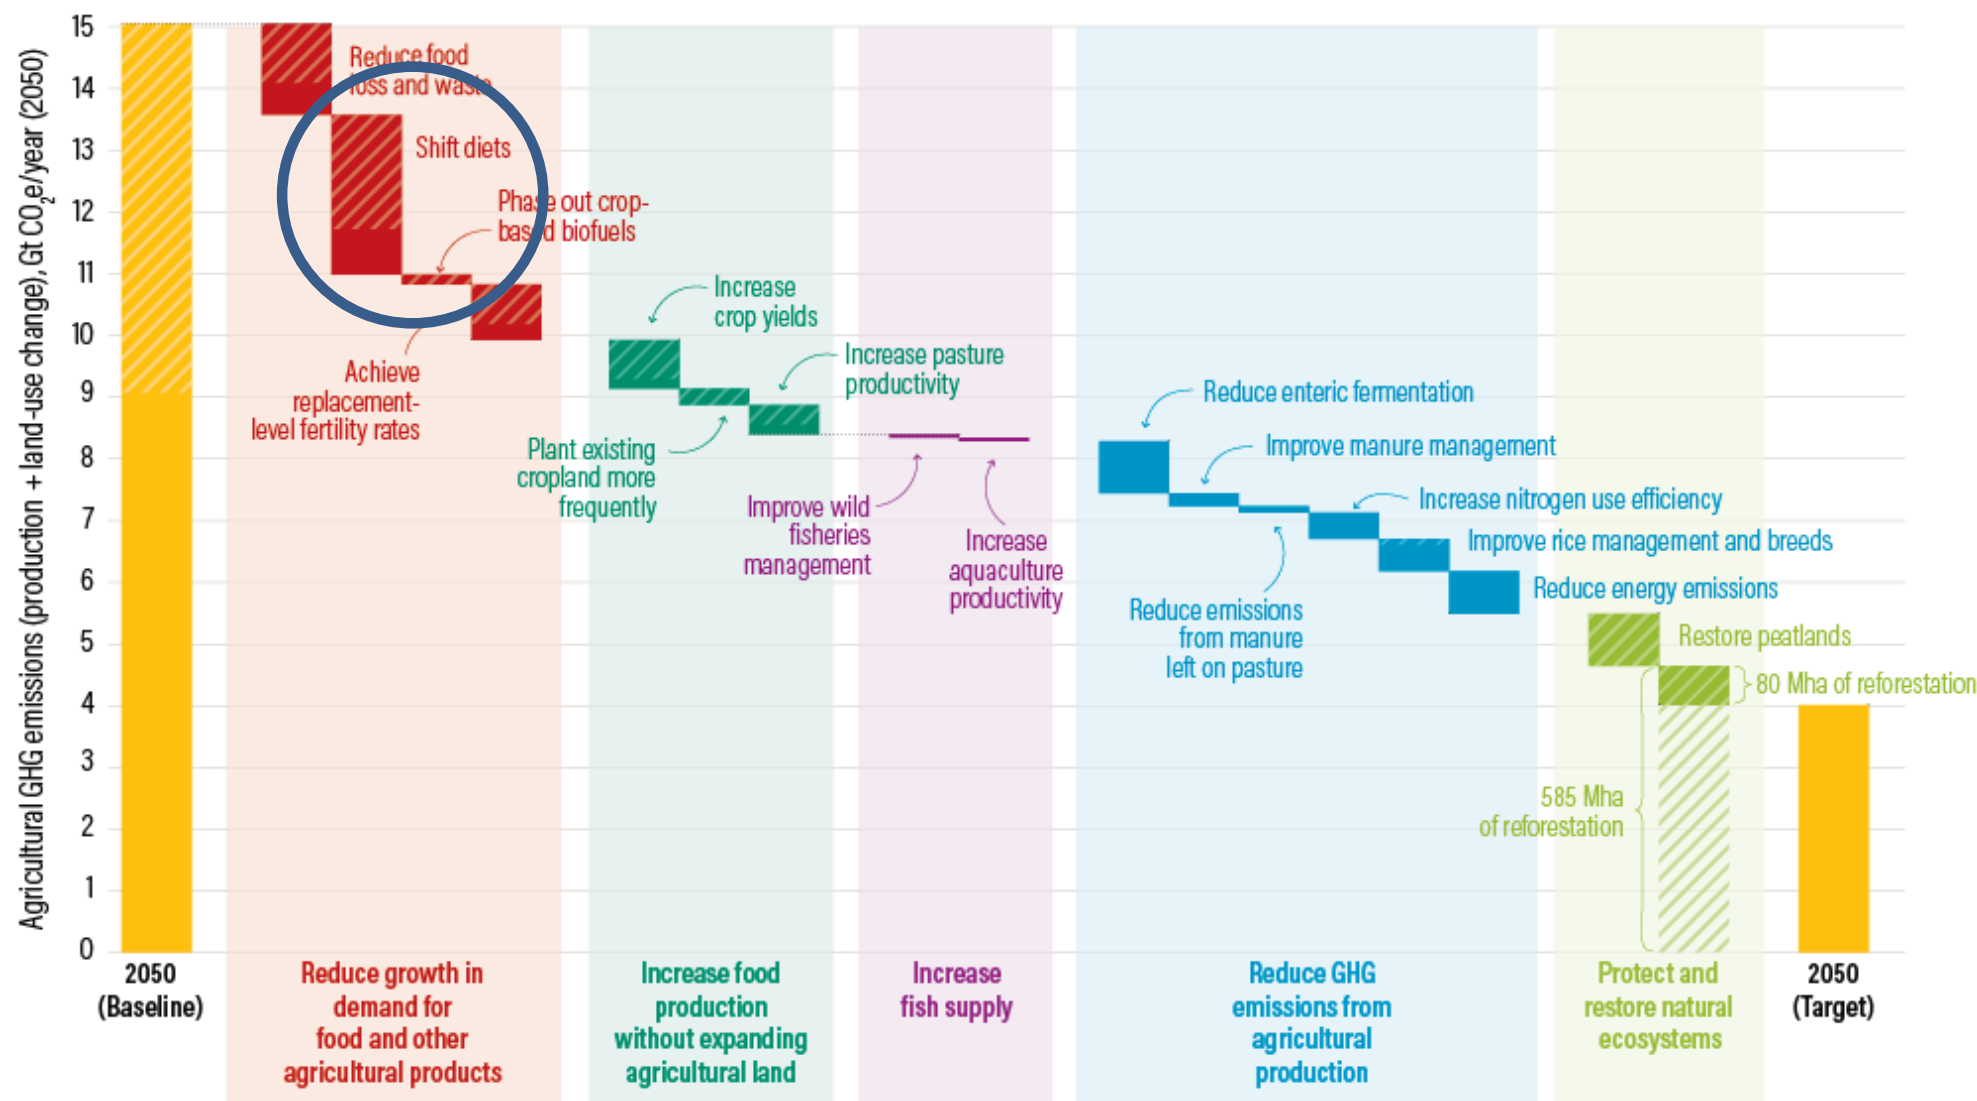 Agricultural GHG emissions (production + land-use change), Gt CO2e/year (2050)
15
14
13
12
11
10
9
8
7
6
5
4
3
2
1
0
Reduce food
loss and waste
Shift diets
Phase out crop-
based biofuels
Achieve
replacement-
level fertility rates
Increase
crop yields
Plant existing
cropland more
frequently
Increase pasture
productivity
Improve wild
fisheries
management
Increase
aquaculture
productivity
Reduce enteric fermentation
Improve manure management
Reduce emissions
from manure
left on pasture
Increase nitrogen use efficiency
Improve rice management and breeds
Reduce energy emissions
Restore peatlands
80 Mha of reforestation
585 Mha
of reforestation
2050
(Baseline)
Reduce growth in
demand for
food and other
agricultural products
Increase food
production
without expanding
agricultural land
Increase
fish supply
Reduce GHG
emissions from
agricultural
production
Protect and
restore natural
ecosystems
2050
(Target)